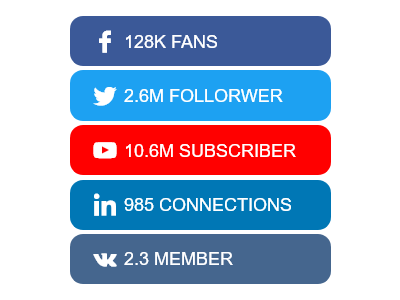 128K FANS
2.6M FOLLORWER
10.6M SUBSCRIBER
985 CONNECTIONS
2.3 MEMBER